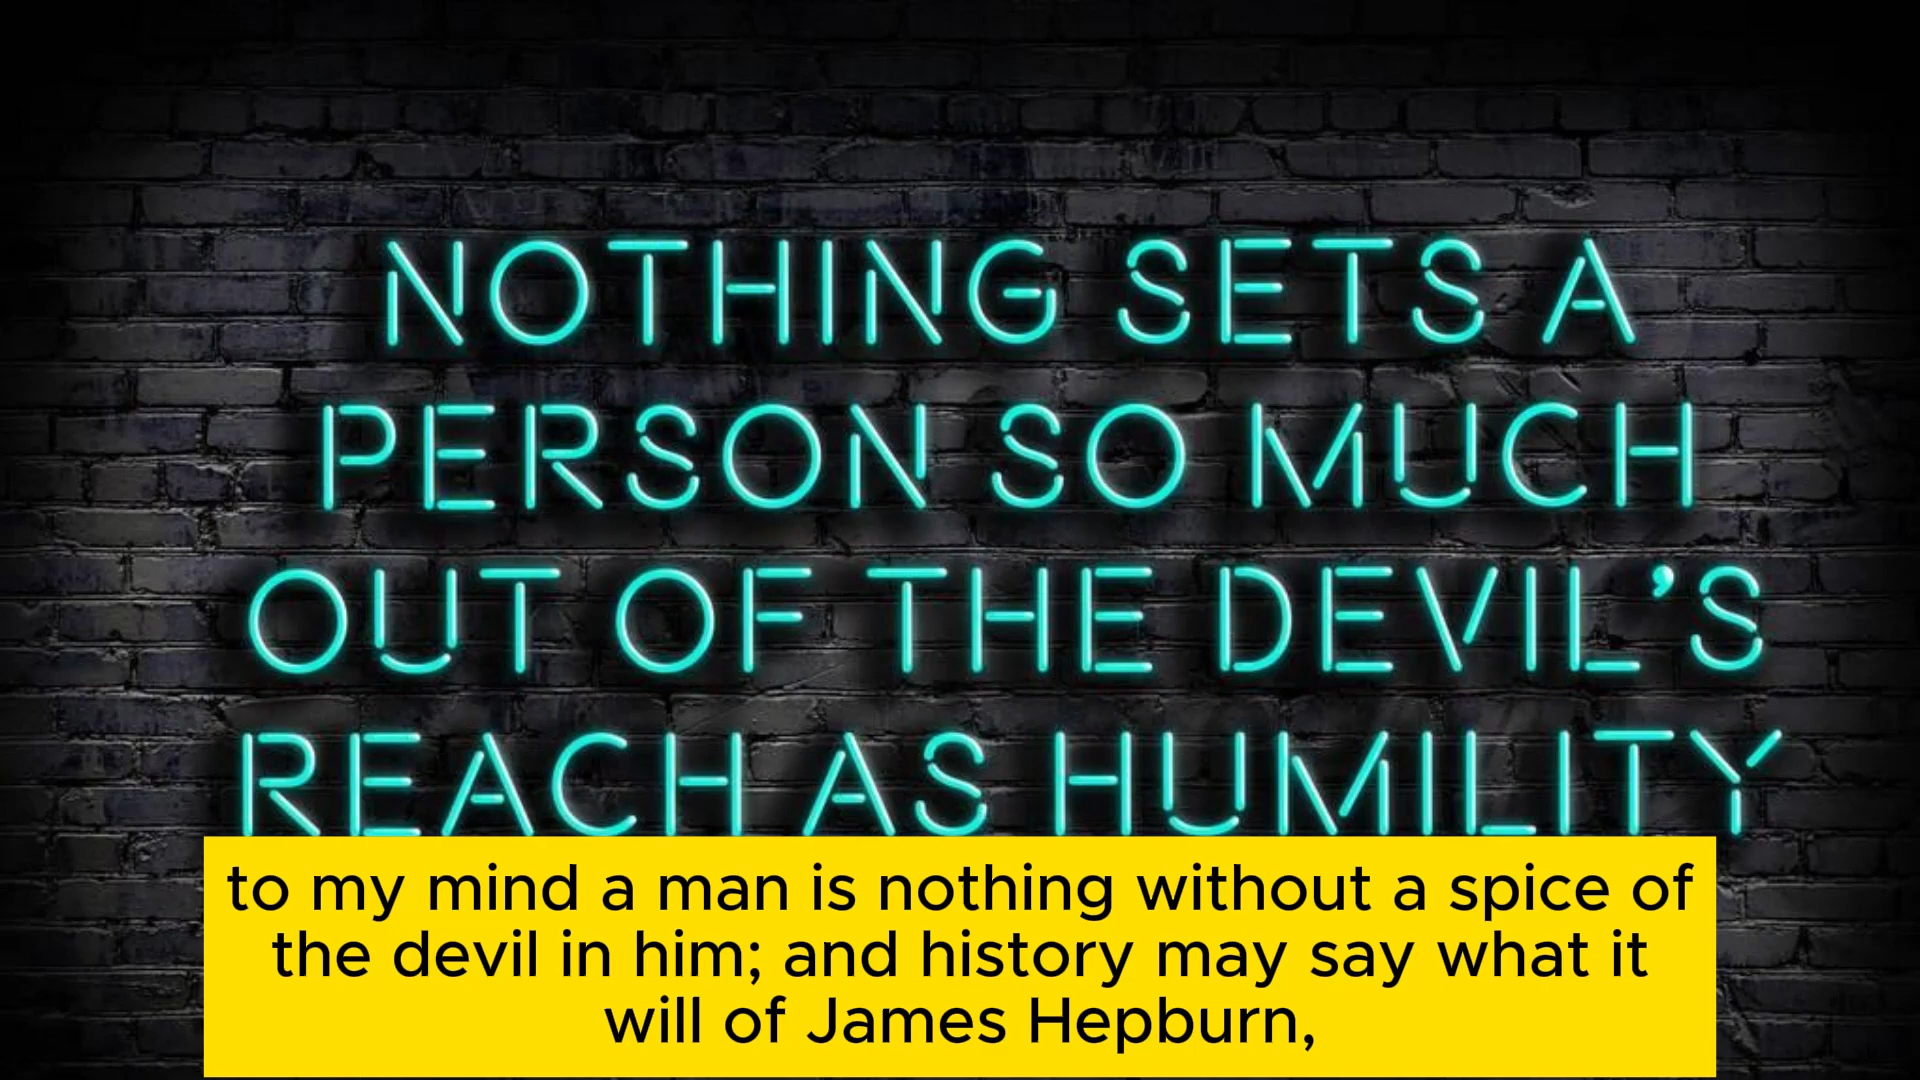 NOTHING SETS A
PERSON SO MUCH
OUT OF THE DEVIL'S
REACH AS HUMILITY
to my mind a man is nothing without a spice of
the devil in him; and history may say what it
will of James Hepburn,